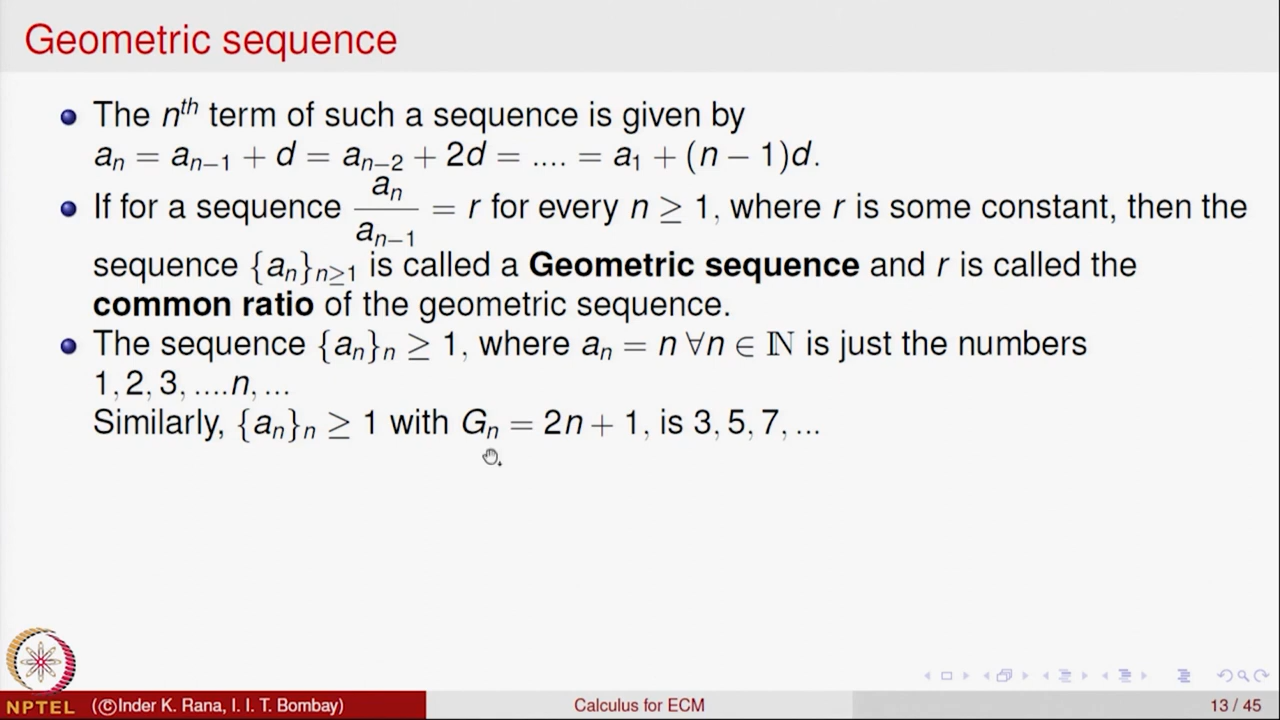 Geometric sequence
The nth term of such a sequence is given by
aₙ = aₙ₋₁ + d = aₙ₋₂ + 2d = .... = a₁ + (n − 1)d.
If for a sequence aₙ/aₙ₋₁ = r for every n ≥ 1, where r is some constant, then the
sequence {aₙ}ₙ≥₁ is called a Geometric sequence and r is called the
common ratio of the geometric sequence.
The sequence {aₙ}ₙ ≥ 1, where aₙ = n ∀n ∈ ℕ is just the numbers
1, 2, 3, ....n, ...
Similarly, {aₙ}ₙ ≥ 1 with Gₙ = 2n + 1, is 3, 5, 7, ...
NPTEL (©Inder K. Rana, I. I. T. Bombay) Calculus for ECM 13 / 45